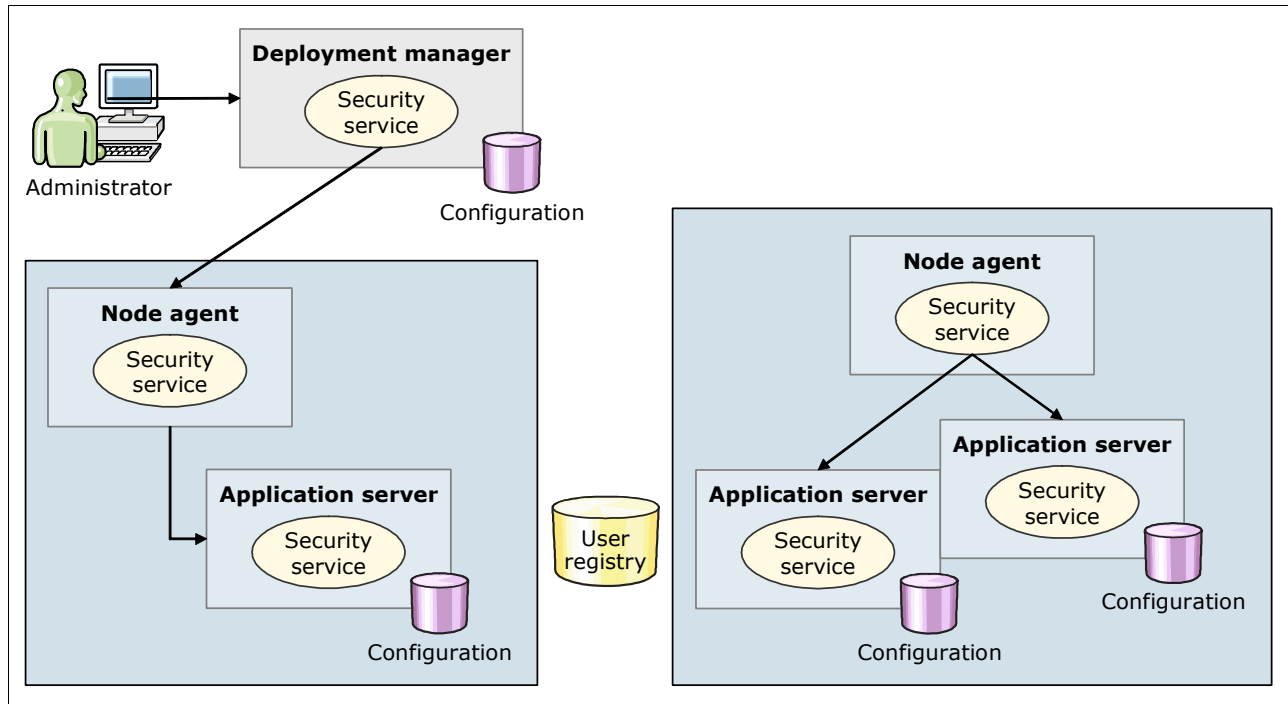 Deployment manager
Security
service
Administrator
Configuration
Node agent
Security
service
Application server
Security
service
Configuration
User
registry
Node agent
Security
service
Application server
Security
service
Configuration
Application server
Security
service
Configuration